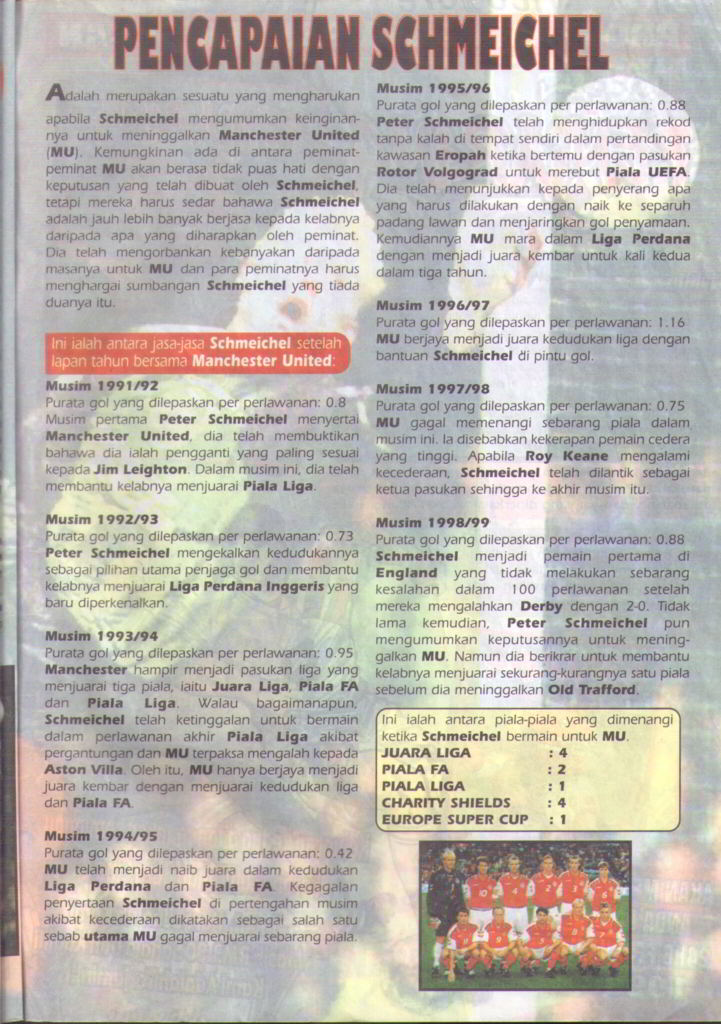 PENCAPAIAN SCHMEICHEL
Adalah merupakan sesuatu yang mengharukan
apabila Schmeichel mengumumkan keinginan-
nya untuk meninggalkan Manchester United
(MU). Kemungkinan ada di antara peminat-
peminat MU akan berasa tidak puas hati dengan
keputusan yang telah dibuat oleh Schmeichel,
tetapi mereka harus sedar bahawa Schmeichel
adalah jauh lebih banyak berjasa kepada kelabnya
daripada apa yang diharapkan oleh peminat.
Dia telah mengorbankan kebanyakan daripada
masanya untuk MU dan para peminatnya harus
menghargai sumbangan Schmeichel yang tiada
duanya itu.
Ini ialah antara jasa-jasa Schmeichel setelah
lapan tahun bersama Manchester United:
Musim 1991/92
Purata gol yang dilepaskan per perlawanan: 0.8
Musim pertama Peter Schmeichel menyertai
Manchester United, dia telah membuktikan
bahawa dia ialah pengganti yang paling sesuai
kepada Jim Leighton. Dalam musim ini, dia telah
membantu kelabnya menjuarai Piala Liga.
Musim 1992/93
Purata gol yang dilepaskan per perlawanan: 0.73
Peter Schmeichel mengekalkan kedudukannya
sebagai pilihan utama penjaga gol dan membantu
kelabnya menjuarai Liga Perdana Inggeris yang
baru diperkenalkan.
Musim 1993/94
Purata gol yang dilepaskan per perlawanan: 0.95
Manchester hampir menjadi pasukan liga yang
menjuarai tiga piala, iaitu Juara Liga, Piala FA
dan Piala Liga. Walau bagaimanapun,
Schmeichel telah ketinggalan untuk bermain
dalam perlawanan akhir Piala Liga akibat
pergantungan dan MU terpaksa mengalah kepada
Aston Villa. Oleh itu, MU hanya berjaya menjadi
juara kembar dengan menjuarai kedudukan liga
dan Piala FA.
Musim 1994/95
Purata gol yang dilepaskan per perlawanan: 0.42
MU telah menjadi naib juara dalam kedudukan
Liga Perdana dan Piala FA. Kegagalan
penyertaan Schmeichel di pertengahan musim
akibat kecederaan dikatakan sebagai salah satu
sebab utama MU gagal menjuarai sebarang piala.
Musim 1995/96
Purata gol yang dilepaskan per perlawanan: 0.88
Peter Schmeichel telah menghidupkan rekod
tanpa kalah di tempat sendiri dalam pertandingan
kawasan Eropah ketika bertemu dengan pasukan
Rotor Volgograd untuk merebut Piala UEFA.
Dia telah menunjukkan kepada penyerang apa
yang harus dilakukan dengan naik ke separuh
padang lawan dan menjaringkan gol penyamaan.
Kemudiannya MU mara dalam Liga Perdana
dengan menjadi juara kembar untuk kali kedua
dalam tiga tahun.
Musim 1996/97
Purata gol yang dilepaskan per perlawanan: 1.16
MU berjaya menjadi juara kedudukan liga dengan
bantuan Schmeichel di pintu gol.
Musim 1997/98
Purata gol yang dilepaskan per perlawanan: 0.75
MU gagal memenangi sebarang piala dalam
musim ini. Ia disebabkan kekerapan pemain cedera
yang tinggi. Apabila Roy Keane mengalami
kecederaan, Schmeichel telah dilantik sebagai
ketua pasukan sehingga ke akhir musim itu.
Musim 1998/99
Purata gol yang dilepaskan per perlawanan: 0.88
Schmeichel menjadi pemain pertama di
England yang tidak melakukan sebarang
kesalahan dalam 100 perlawanan setelah
mereka mengalahkan Derby dengan 2-0. Tidak
lama kemudian, Peter Schmeichel pun
mengumumkan keputusannya untuk mening-
galkan MU. Namun dia berikrar untuk membantu
kelabnya menjuarai sekurang-kurangnya satu piala
sebelum dia meninggalkan Old Trafford.
Ini ialah antara piala-piala yang dimenangi
ketika Schmeichel bermain untuk MU.
JUARA LIGA : 4
PIALA FA : 2
PIALA LIGA : 1
CHARITY SHIELDS : 4
EUROPE SUPER CUP : 1